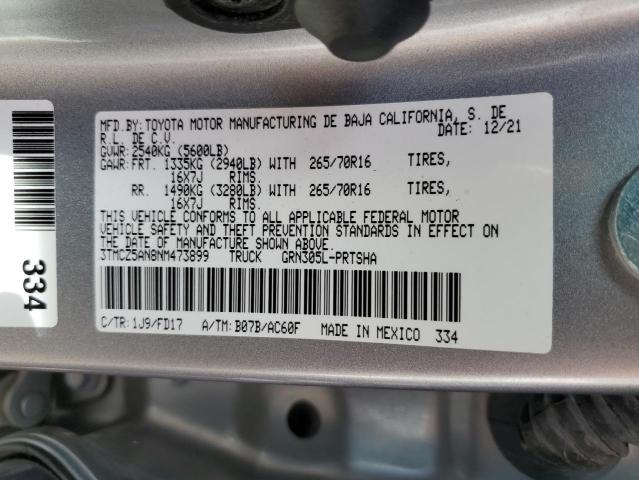 MFD.BY: TOYOTA MOTOR MANUFACTURING DE BAJA CALIFORNIA, S. DE
R.L. DE C.V. DATE: 12/21
GVWR: 2540KG (5600LB)
GAWR: FRT. 1335KG (2940LB) WITH 265/70R16 TIRES,
16X7J RIMS.
RR. 1490KG (3280LB) WITH 265/70R16 TIRES,
16X7J RIMS.
THIS VEHICLE CONFORMS TO ALL APPLICABLE FEDERAL MOTOR
VEHICLE SAFETY AND THEFT PREVENTION STANDARDS IN EFFECT ON
THE DATE OF MANUFACTURE SHOWN ABOVE.
3TMCZ5AN8NM473899 TRUCK GRN305L-PRTSHA
C/TR: 1J9/FD17 A/TM: B07B/AC60F MADE IN MEXICO 334
334